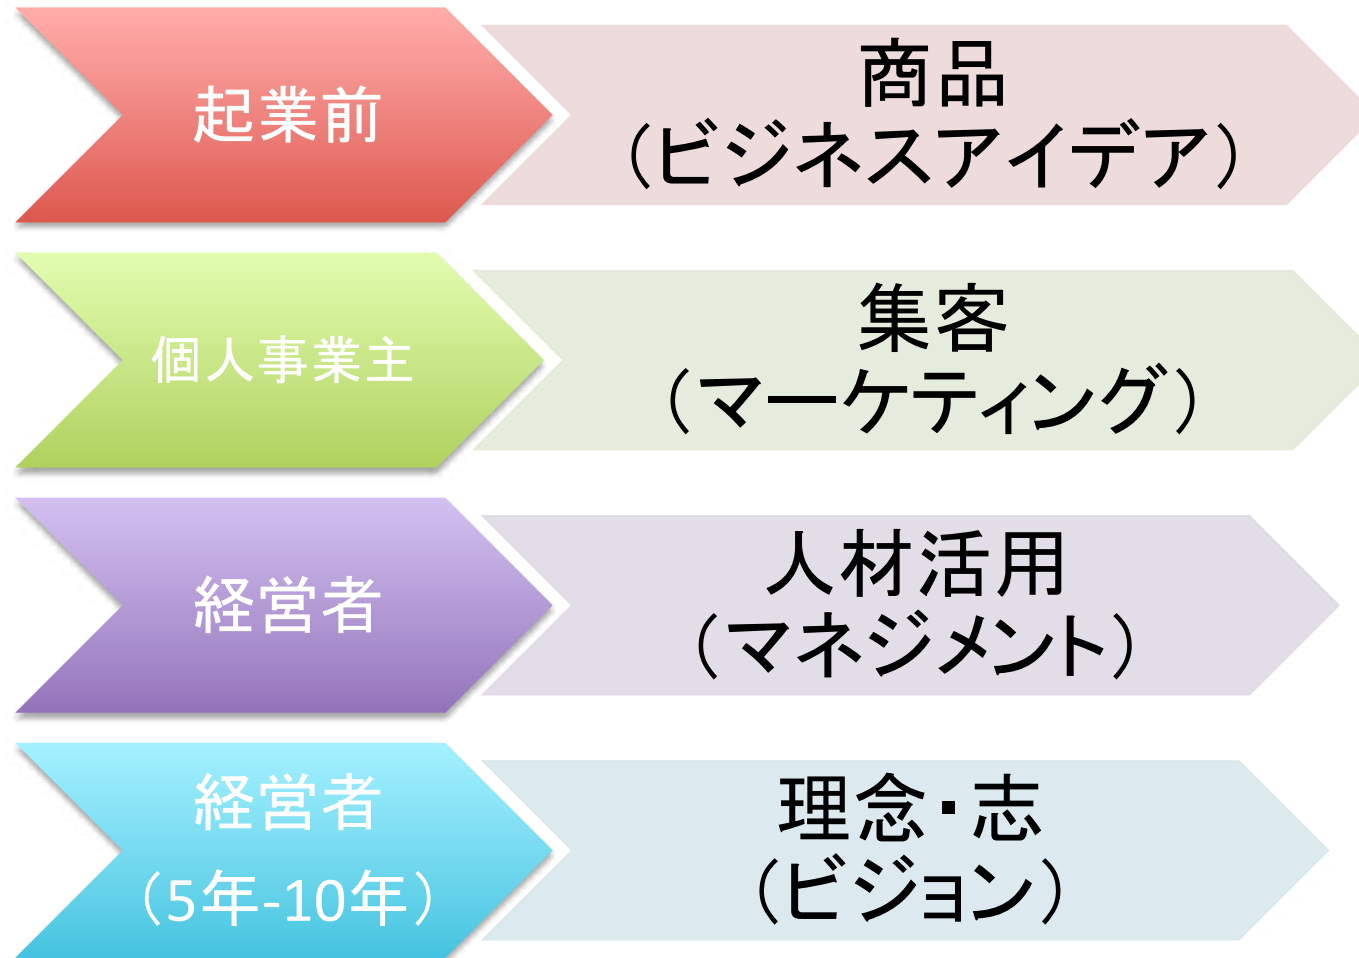 起業前
商品
（ビジネスアイデア）
個人事業主
集客
（マーケティング）
経営者
人材活用
（マネジメント）
経営者
（5年-10年）
理念・志
（ビジョン）